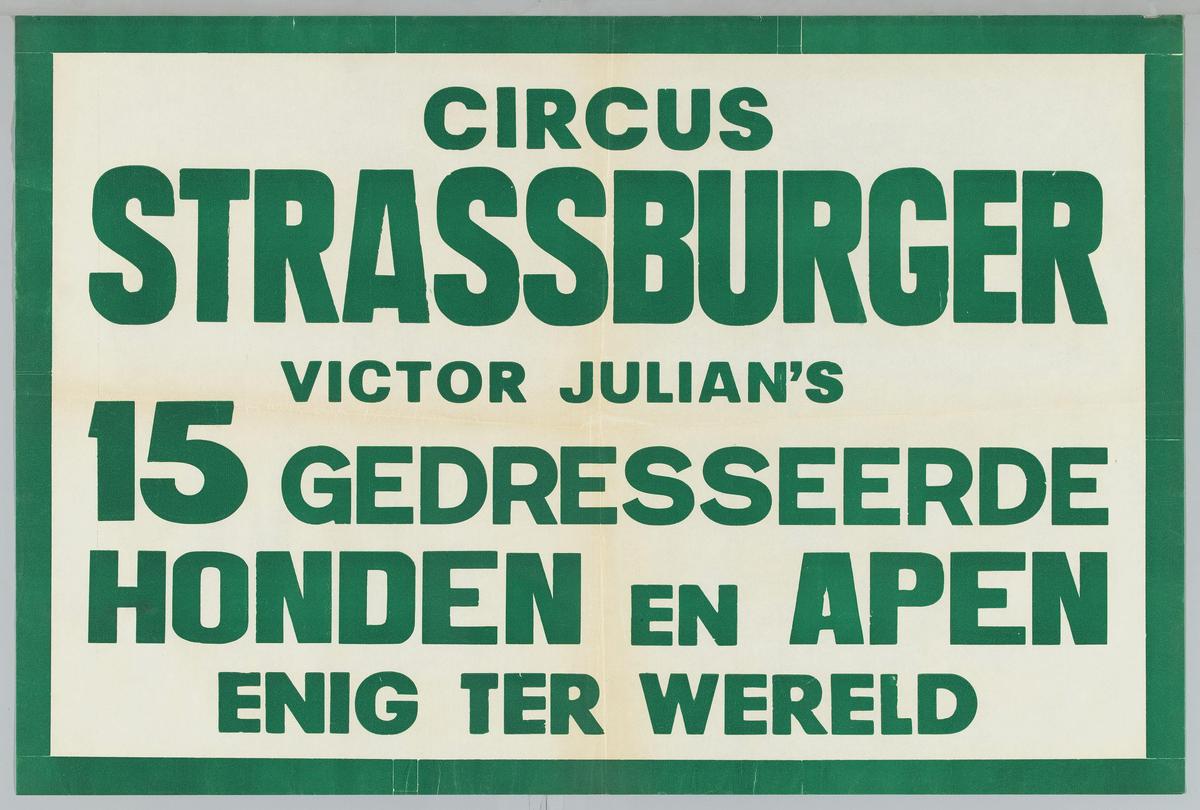 CIRCUS
STRASSBURGER
VICTOR JULIAN'S
15 GEDRESSEERDE
HONDEN EN APEN
ENIG TER WERELD